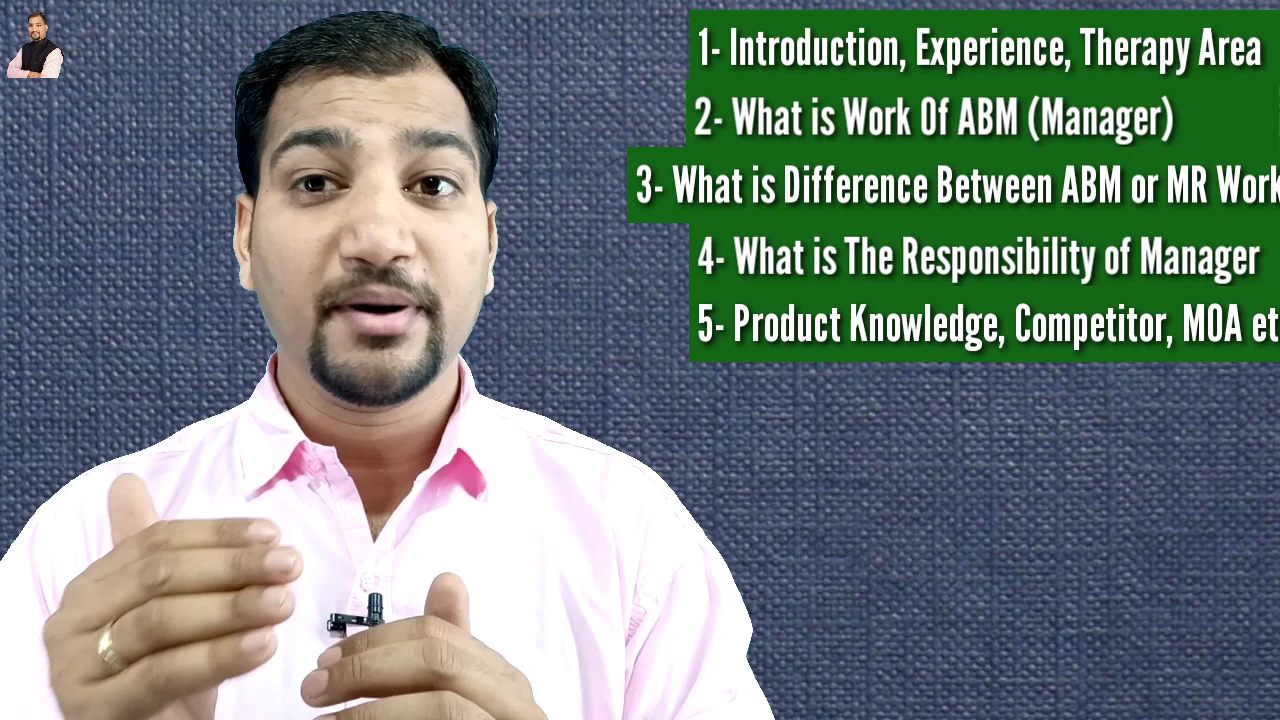 1- Introduction, Experience, Therapy Area
2- What is Work Of ABM (Manager)
3- What is Difference Between ABM or MR Work
4- What is The Responsibility of Manager
5- Product Knowledge, Competitor, MOA et